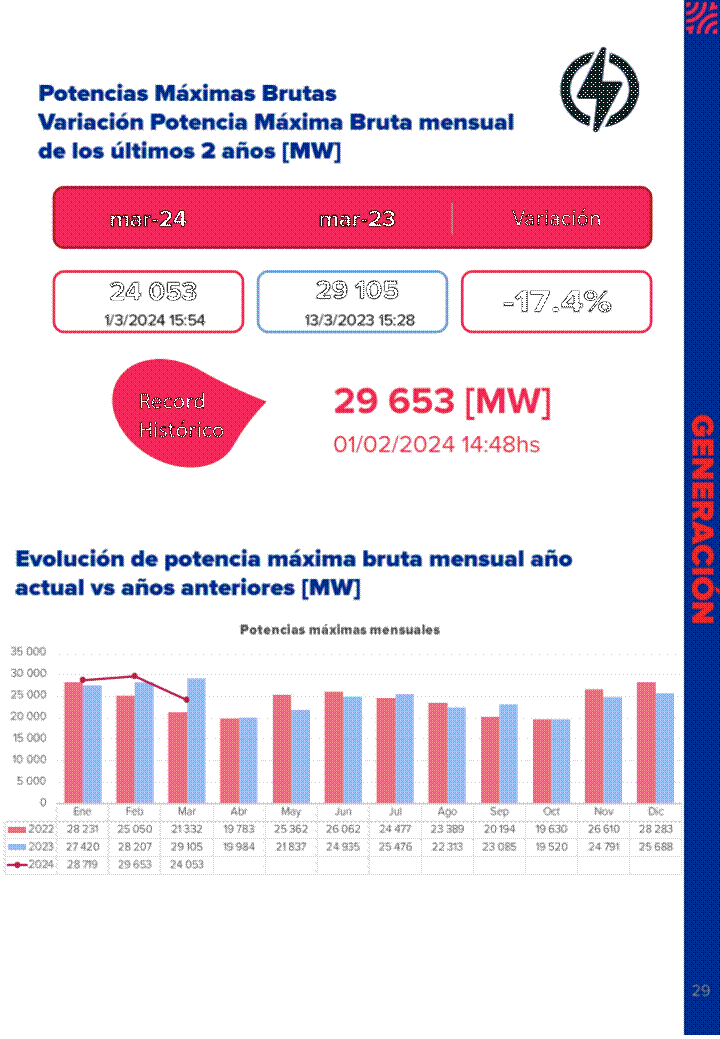 Potencias Máximas Brutas
Variación Potencia Máxima Bruta mensual
de los últimos 2 años [MW]
mar-24 mar-23 Variación
24 053 29 105 -17.4%
1/3/2024 15:54 13/3/2023 15:28
Record
Histórico
29 653 [MW]
01/02/2024 14:48hs
GENERACIÓN
Evolución de potencia máxima bruta mensual año
actual vs años anteriores [MW]
Potencias máximas mensuales
35 000
30 000
25 000
20 000
15 000
10 000
5 000
0
Ene Feb Mar Abr May Jun Jul Ago Sep Oct Nov Dic
2022 28 231 25 050 21 332 19 783 25 362 26 062 24 477 23 389 20 194 19 630 26 610 28 283
2023 27 420 28 207 29 105 19 984 21 837 24 935 25 476 22 313 23 085 19 520 24 791 25 688
2024 28 719 29 653 24 053
29